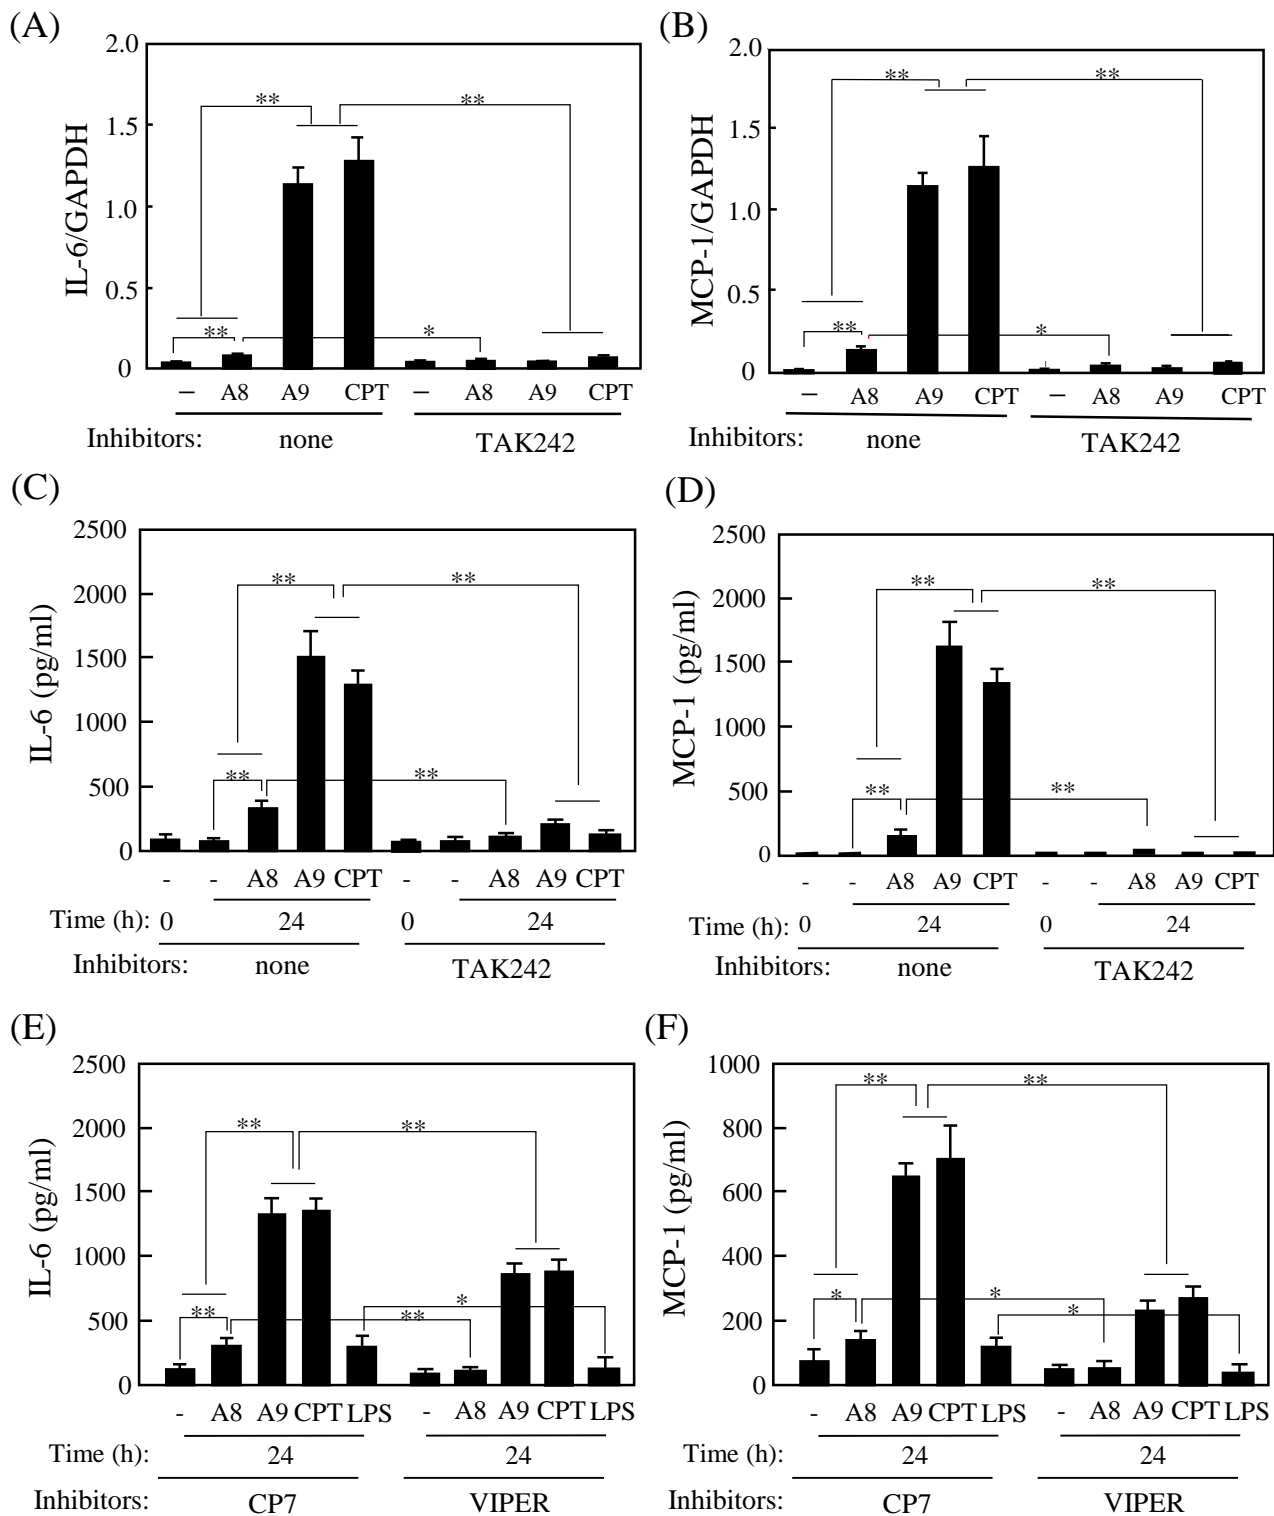 (A)
2.0
1.5
1.0
0.5
0
IL-6/GAPDH
** **
** *
– A8 A9 CPT – A8 A9 CPT
Inhibitors: none TAK242
(B)
2.0
1.5
1.0
0.5
0
MCP-1/GAPDH
** **
** *
– A8 A9 CPT – A8 A9 CPT
Inhibitors: none TAK242
(C)
2500
2000
1500
1000
500
0
IL-6 (pg/ml)
** **
** **
- - A8 A9 CPT - - A8 A9 CPT
Time (h): 0 24 0 24
Inhibitors: none TAK242
(D)
2500
2000
1500
1000
500
0
MCP-1 (pg/ml)
** **
** **
- - A8 A9 CPT - - A8 A9 CPT
Time (h): 0 24 0 24
Inhibitors: none TAK242
(E)
2500
2000
1500
1000
500
0
IL-6 (pg/ml)
** **
** ** *
- A8 A9 CPT LPS - A8 A9 CPT LPS
Time (h): 24 24
Inhibitors: CP7 VIPER
(F)
1000
800
600
400
200
0
MCP-1 (pg/ml)
** **
* * *
- A8 A9 CPT LPS - A8 A9 CPT LPS
Time (h): 24 24
Inhibitors: CP7 VIPER